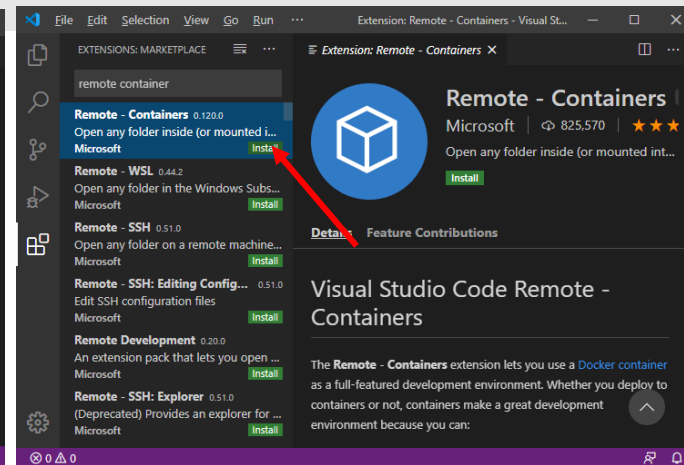 File Edit Selection View Go Run ··· Extension: Remote - Containers - Visual St...
EXTENSIONS: MARKETPLACE
remote container
Remote - Containers 0.120.0
Open any folder inside (or mounted i...
Microsoft Install
Remote - WSL 0.44.2
Open any folder in the Windows Subs...
Microsoft Install
Remote - SSH 0.51.0
Open any folder on a remote machine...
Microsoft Install
Remote - SSH: Editing Config... 0.51.0
Edit SSH configuration files
Microsoft Install
Remote Development 0.20.0
An extension pack that lets you open ...
Microsoft Install
Remote - SSH: Explorer 0.51.0
(Deprecated) Provides an explorer for ...
Microsoft Install
Extension: Remote - Containers
Remote - Containers
Microsoft 825,570
Open any folder inside (or mounted int...
Install
Details Feature Contributions
Visual Studio Code Remote -
Containers
The Remote - Containers extension lets you use a Docker container
as a full-featured development environment. Whether you deploy to
containers or not, containers make a great development
environment because you can:
0 0